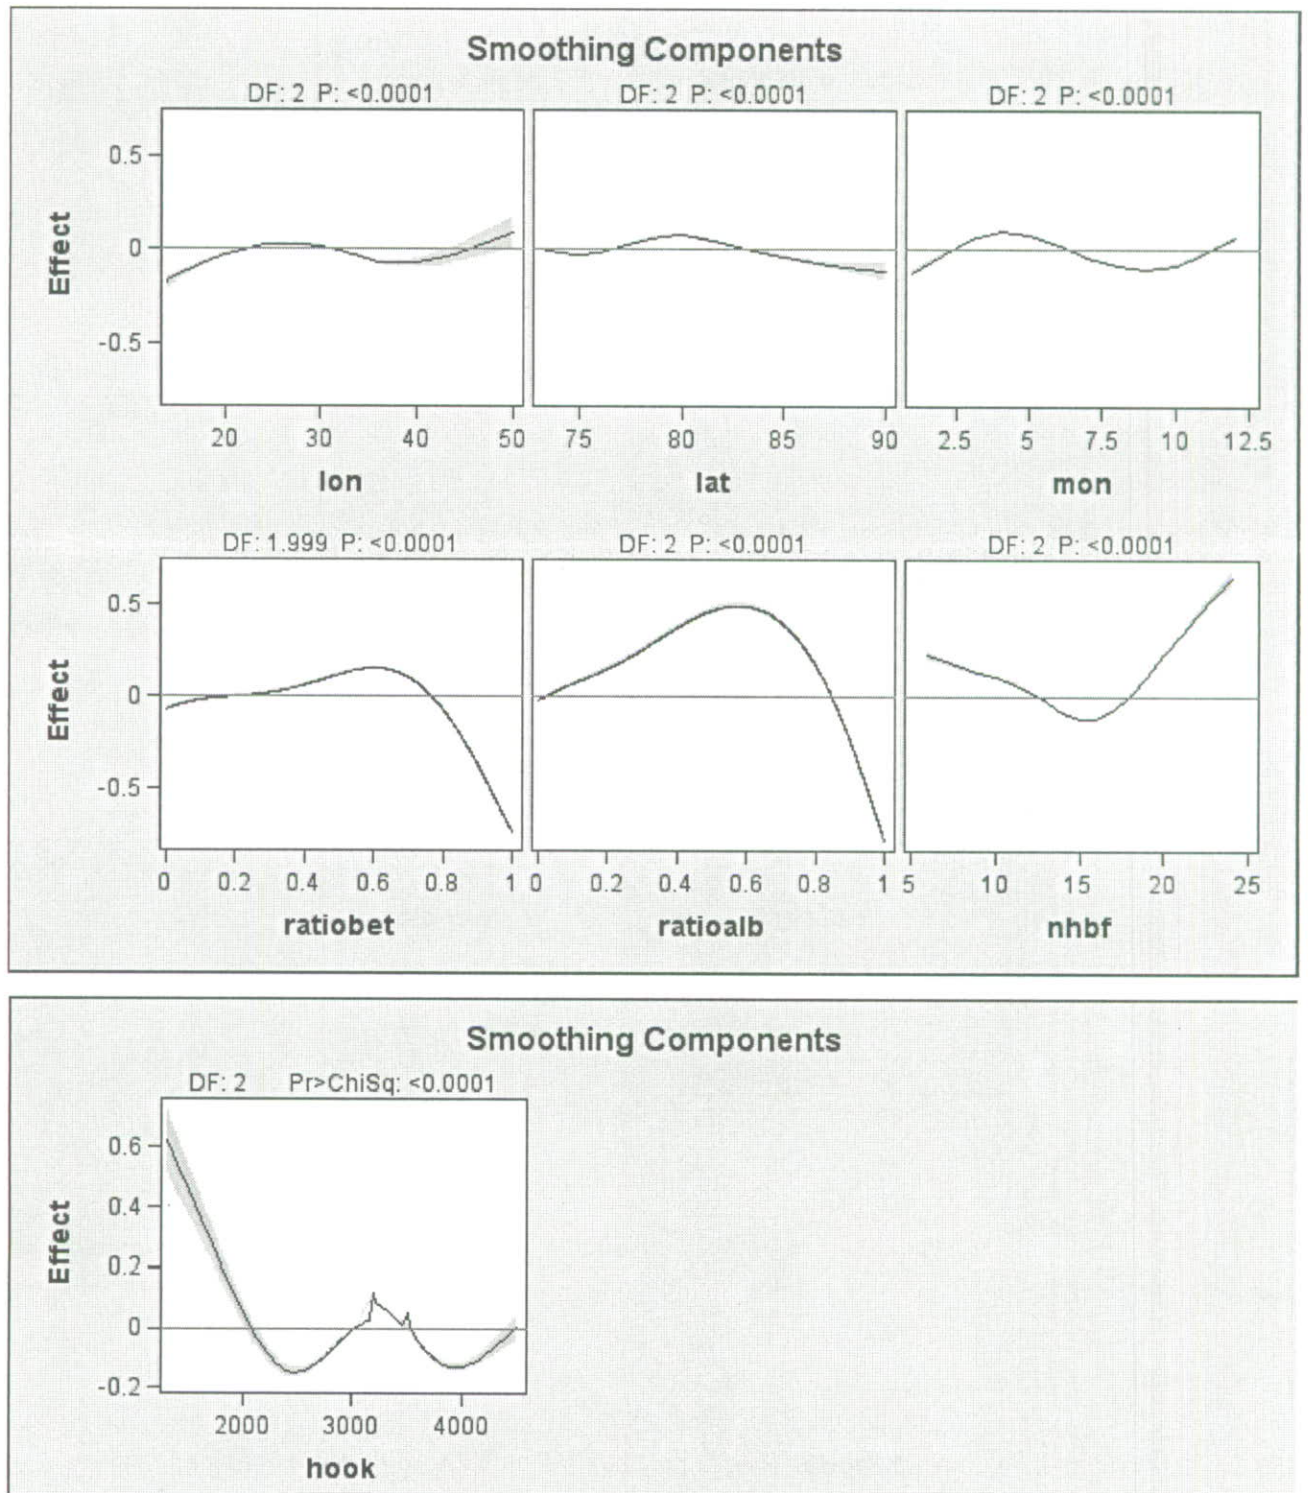 Smoothing Components
DF: 2 P: <0.0001 DF: 2 P: <0.0001 DF: 2 P: <0.0001
Effect
0.5
0
-0.5
20 30 40 50 75 80 85 90 2.5 5 7.5 10 12.5
lon lat mon
DF: 1.999 P: <0.0001 DF: 2 P: <0.0001 DF: 2 P: <0.0001
Effect
0.5
0
-0.5
0 0.2 0.4 0.6 0.8 1 0 0.2 0.4 0.6 0.8 1 5 10 15 20 25
ratiobet ratioalb nhbf
Smoothing Components
DF: 2 Pr>ChiSq: <0.0001
Effect
0.6
0.4
0.2
0
-0.2
2000 3000 4000
hook